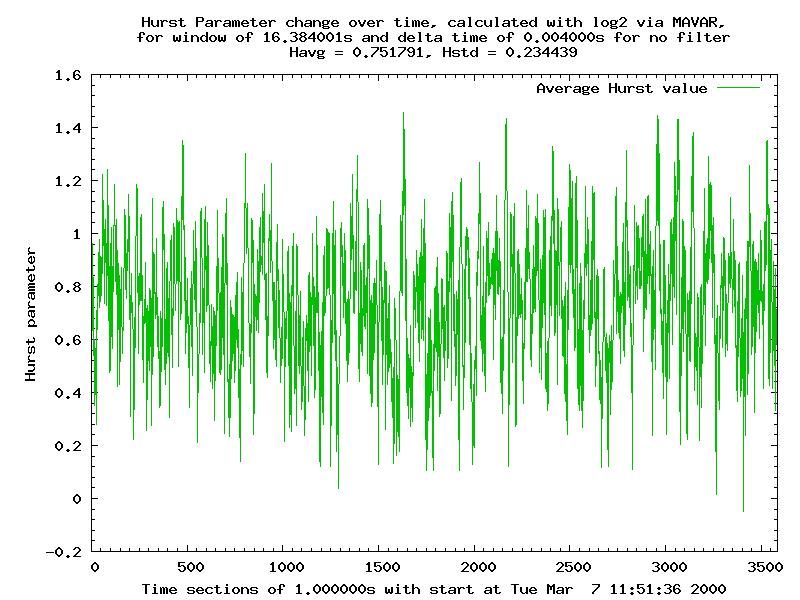 Hurst Parameter change over time, calculated with log2 via MAVAR,
for window of 16.384001s and delta time of 0.004000s for no filter
Havg = 0.751791, Hstd = 0.234439
Average Hurst value
1.6
1.4
1.2
1
0.8
0.6
0.4
0.2
0
-0.2
Hurst parameter
0 500 1000 1500 2000 2500 3000 3500
Time sections of 1.000000s with start at Tue Mar  7 11:51:36 2000